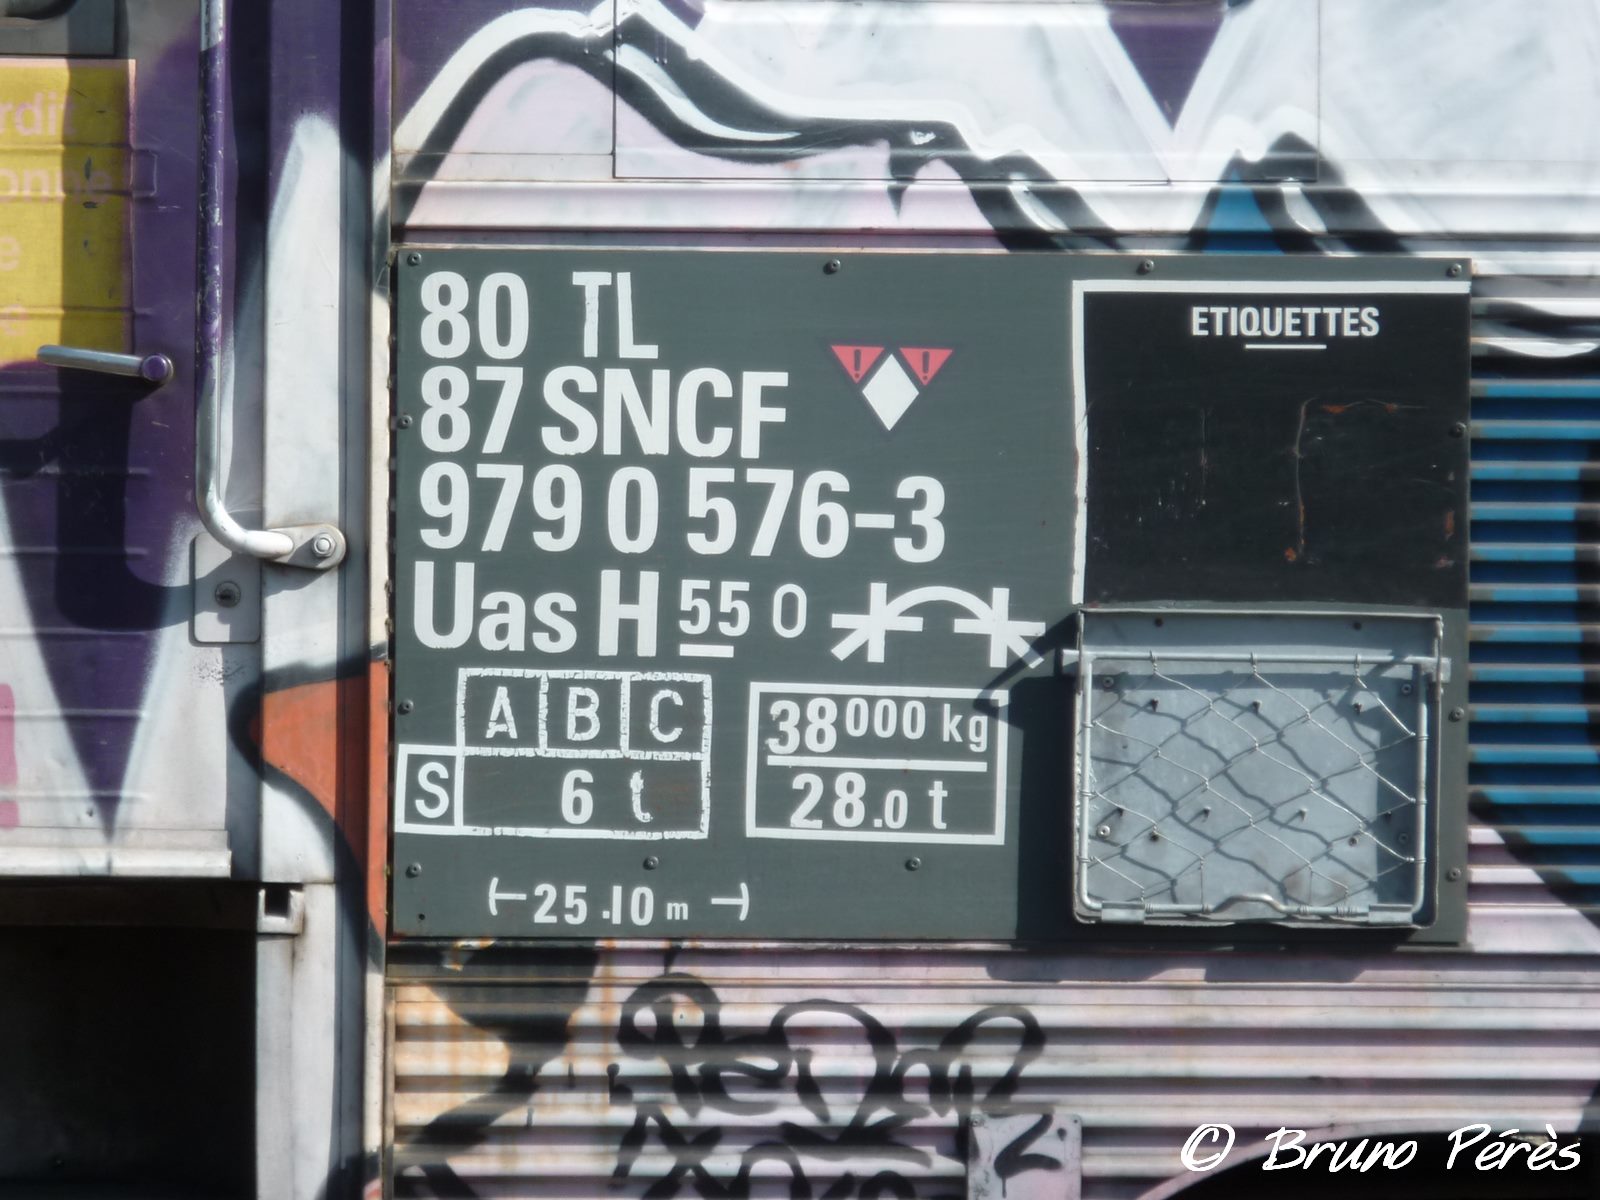 rdit
80 TL
87 SNCF
979 0 576-3
Uas H 55 0
ETIQUETTES
! !
A B C
S 6 t
38 000 kg
28.0 t
25.10 m
© Bruno Pérès